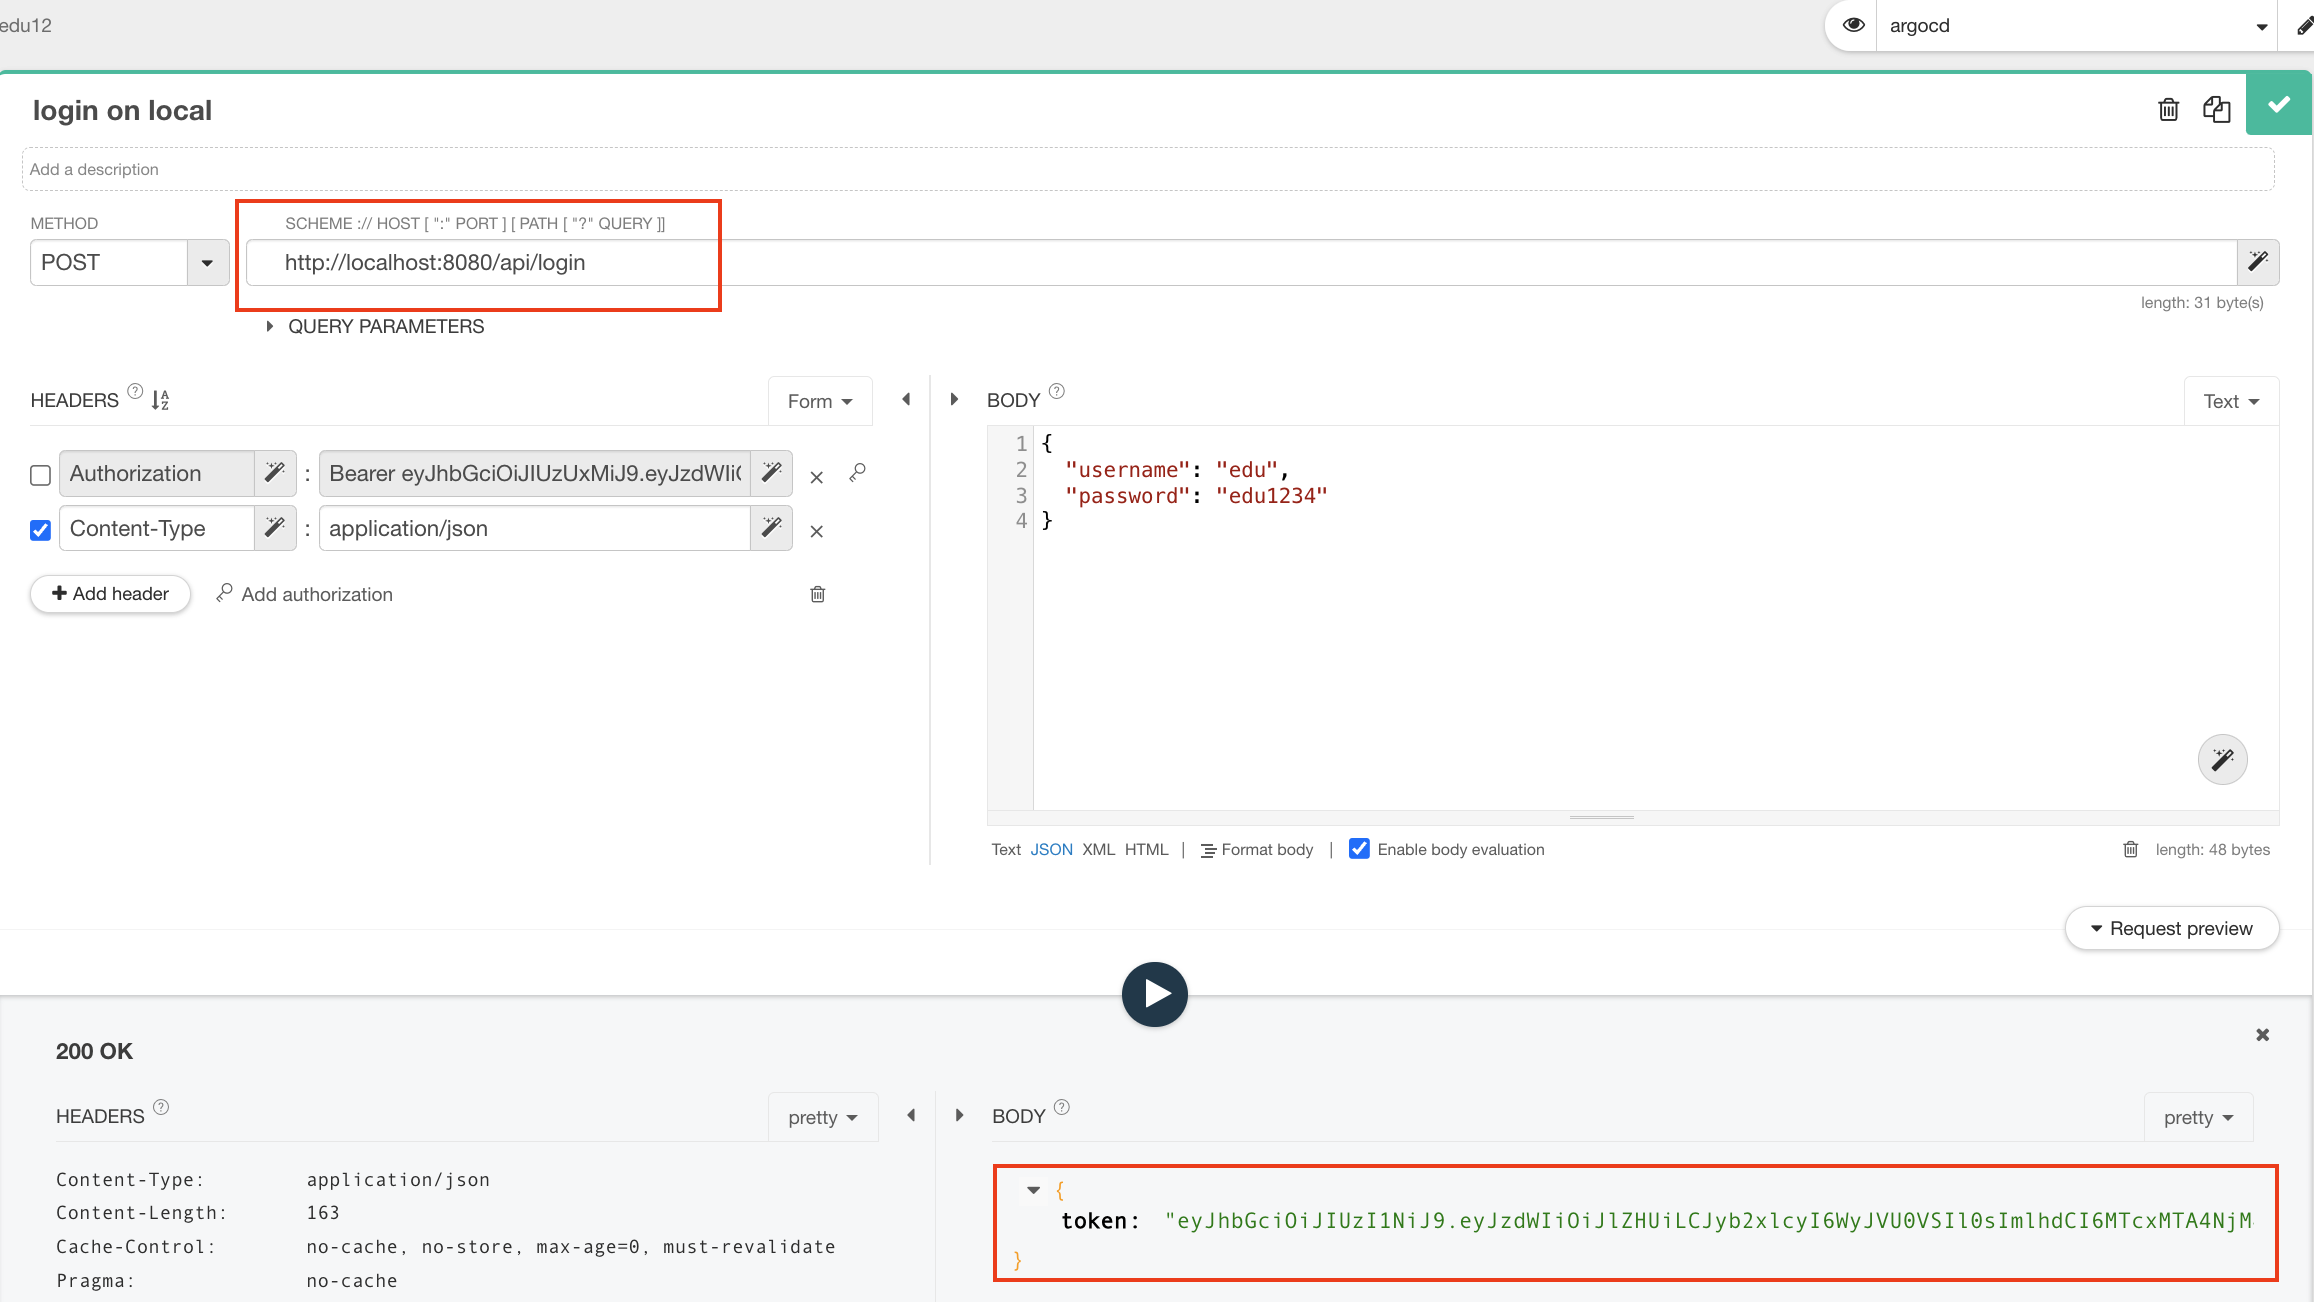 edu12
argocd
login on local
Add a description
METHOD
SCHEME :// HOST [ ":" PORT ] [ PATH [ "?" QUERY ]]
POST
http://localhost:8080/api/login
length: 31 byte(s)
QUERY PARAMETERS
HEADERS ?
Form
Authorization : Bearer eyJhbGciOiJIUzUxMiJ9.eyJzdWIi
Content-Type : application/json
+ Add header
Add authorization
BODY ?
Text
1 {
2 "username": "edu",
3 "password": "edu1234"
4 }
Text JSON XML HTML | Format body | Enable body evaluation
length: 48 bytes
Request preview
200 OK
HEADERS ?
pretty
Content-Type: application/json
Content-Length: 163
Cache-Control: no-cache, no-store, max-age=0, must-revalidate
Pragma: no-cache
BODY ?
pretty
{
token: "eyJhbGciOiJIUzI1NiJ9.eyJzdWIiOiJlZHUiLCJyb2xlcyI6WyJVU0VSIl0sImlhdCI6MTcxMTA4NjM
}